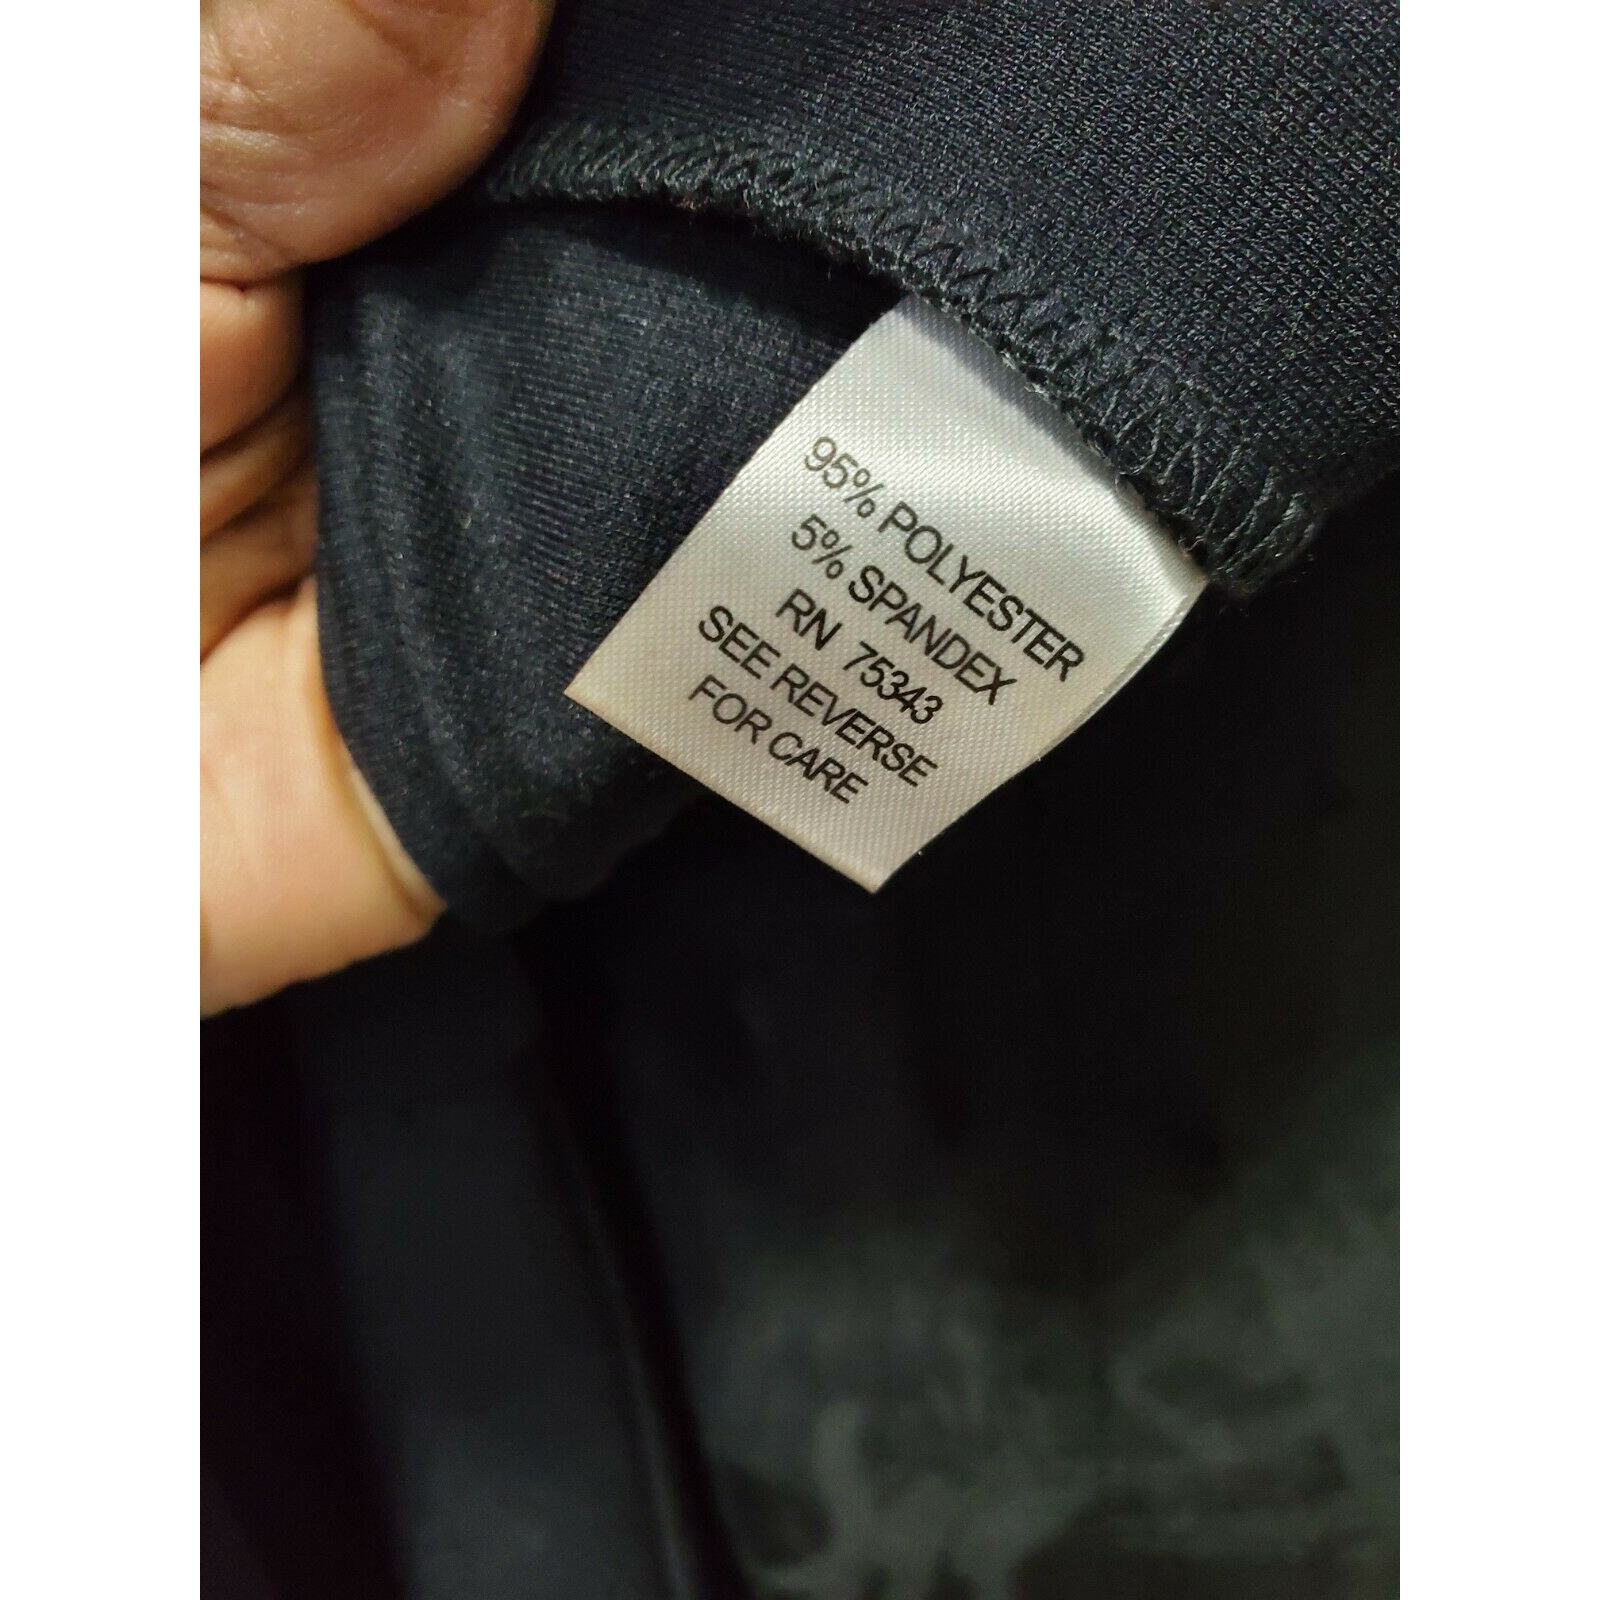 95% POLYESTER
5% SPANDEX
RN 75343
SEE REVERSE
FOR CARE